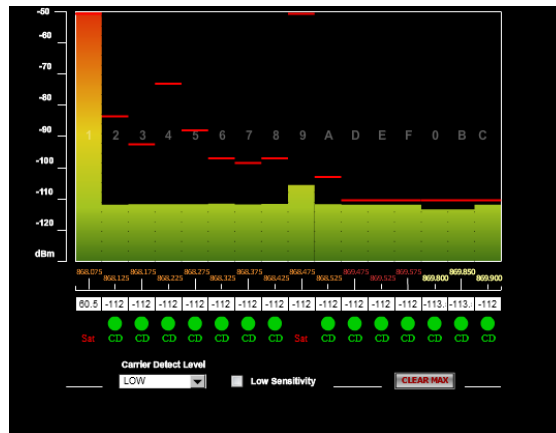 -50
-60
-70
-80
-90
-100
-110
-120
dBm
1 2 3 4 5 6 7 8 9 A D E F 0 B C
868.075 868.175 868.275 868.375 868.475 869.475 869.575 869.850
868.125 868.225 868.325 868.425 868.525 869.525 869.800 869.900
60.5 -112 -112 -112 -112 -112 -112 -112 -112 -112 -112 -112 -112 -113. -113. -112
Sat CD CD CD CD CD CD CD Sat CD CD CD CD CD CD CD
Carrier Detect Level
LOW
Low Sensitivity
CLEAR MAX